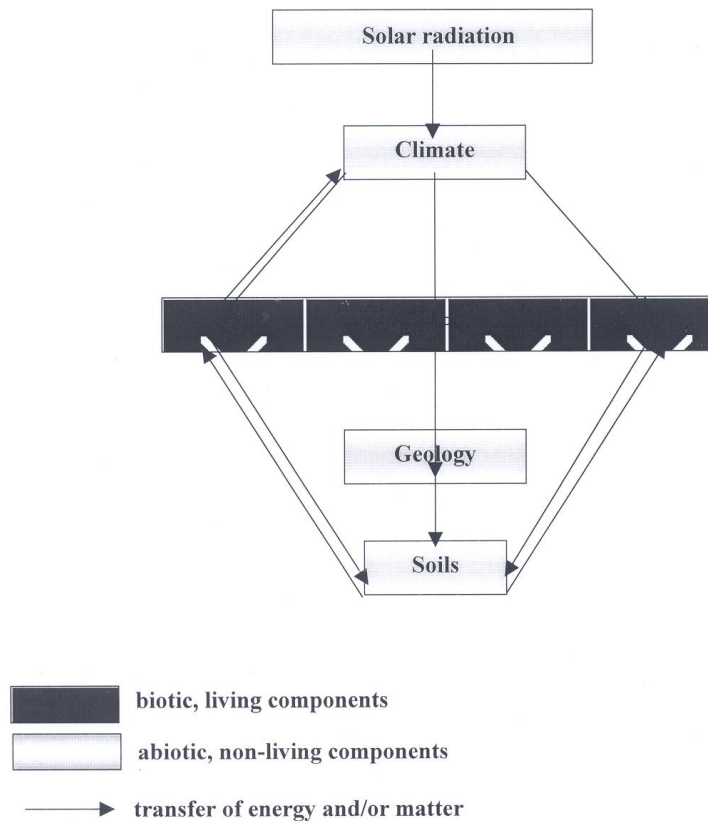 Solar radiation
Climate
Geology
Soils
biotic, living components
abiotic, non-living components
transfer of energy and/or matter